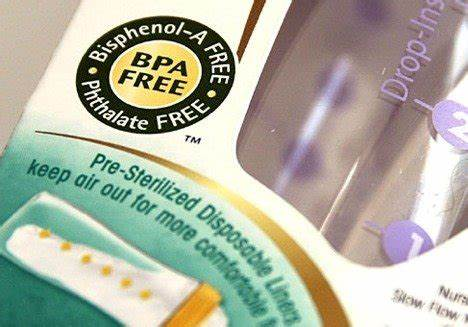 Bisphenol-A FREE
BPA
FREE
Phthalate FREE
TM
Drop-Ins
2
1
Pre-Sterilized Disposable Liners
keep air out for more comfortable
Slow-Flow